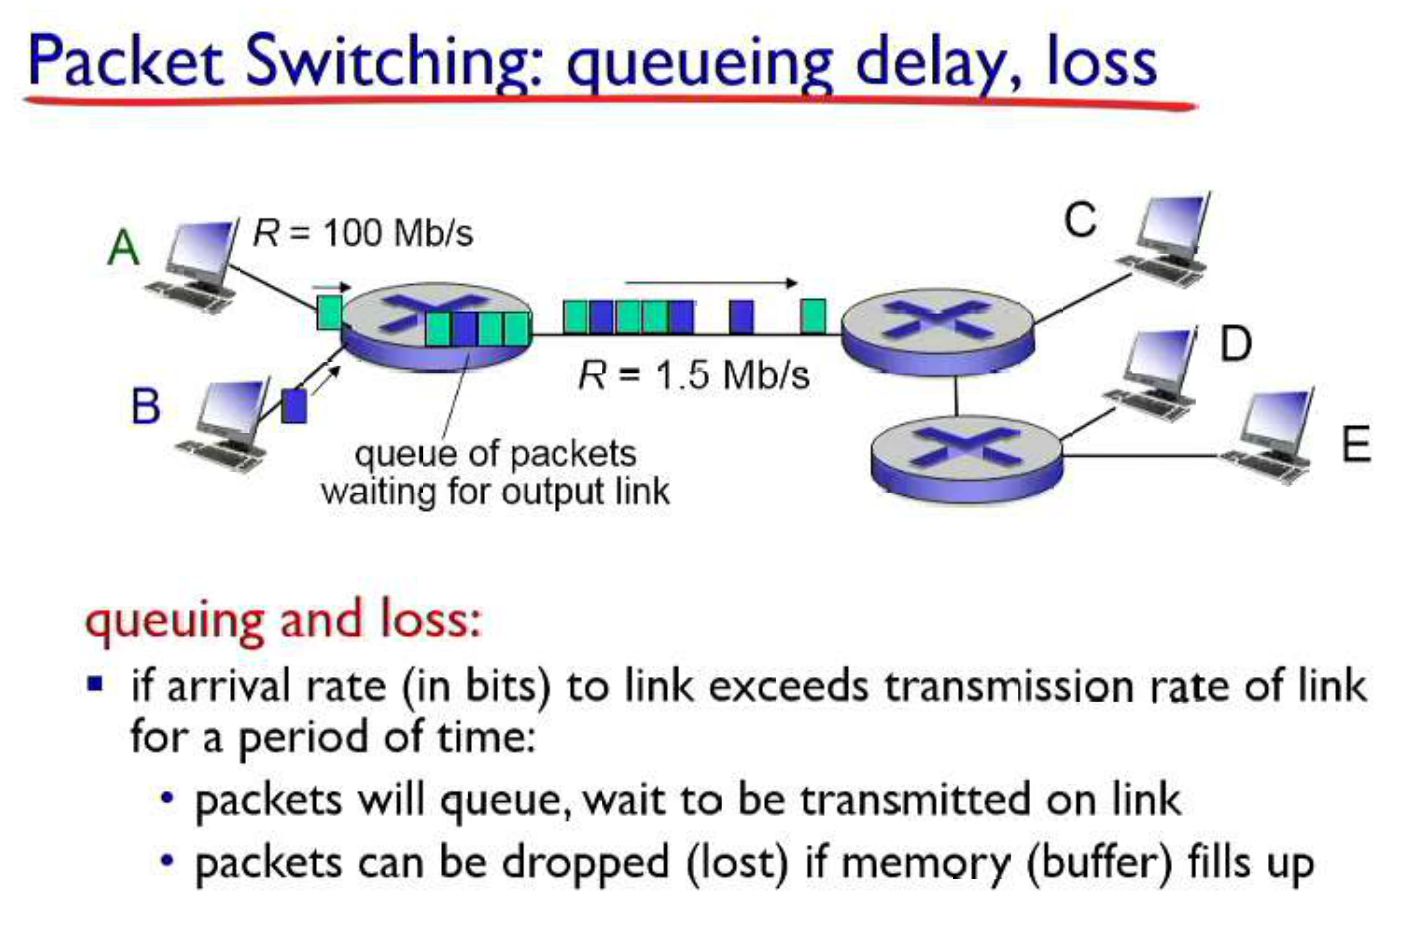 Packet Switching: queueing delay, loss
A
R = 100 Mb/s
C
D
R = 1.5 Mb/s
B
E
queue of packets
waiting for output link
queuing and loss:
▪ if arrival rate (in bits) to link exceeds transmission rate of link
for a period of time:
• packets will queue, wait to be transmitted on link
• packets can be dropped (lost) if memory (buffer) fills up